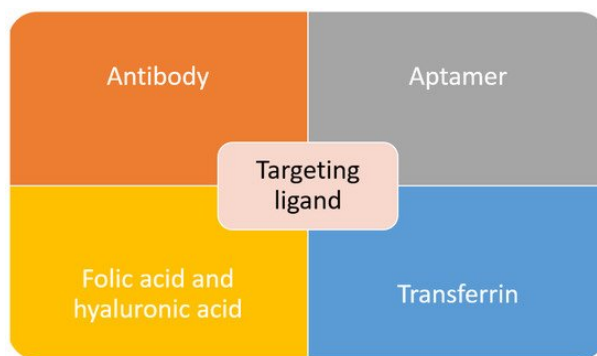 Antibody
Aptamer
Targeting
ligand
Folic acid and
hyaluronic acid
Transferrin